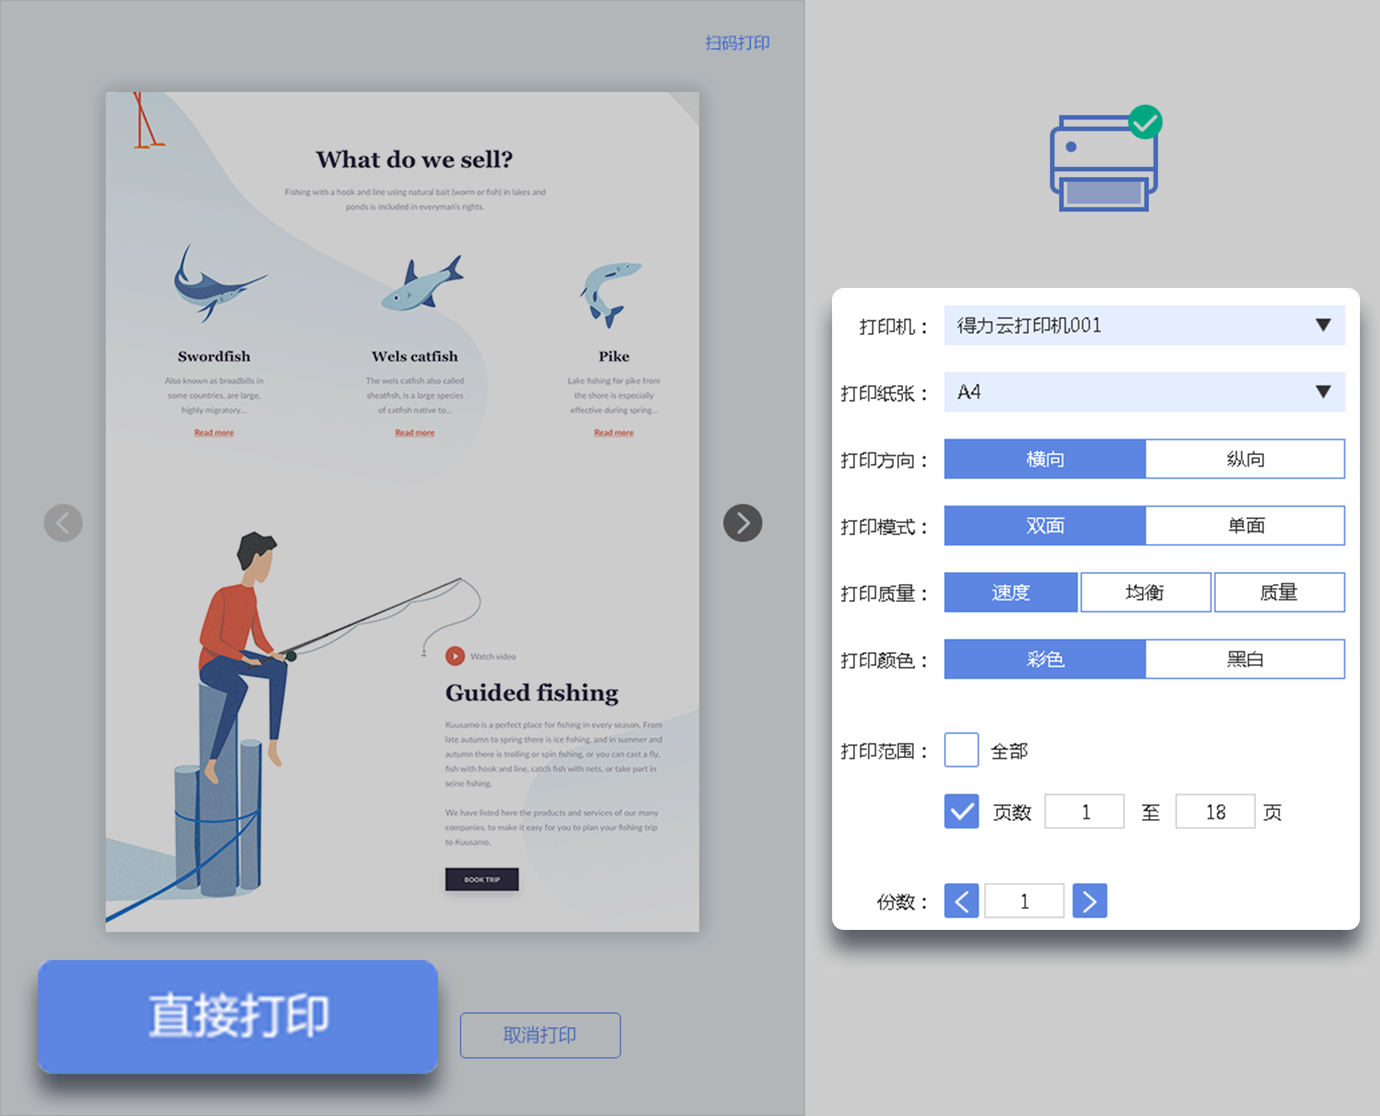 扫码打印
What do we sell?
Fishing with a hook and line using natural bait (worm or fish) in lakes and
ponds is included in everyman's rights.
Swordfish
Also known as broadbills in
some countries, are large,
highly migratory...
Read more
Wels catfish
The wels catfish also called
sheatfish, is a large species
of catfish native to...
Read more
Pike
Lake fishing for pike from
the shore is especially
effective during spring...
Read more
Watch video
Guided fishing
Kuusamo is a perfect place for fishing in every season. From
late autumn to spring there is ice fishing, and in summer and
autumn there is trolling or spin fishing, or you can cast a fly,
fish with hook and line, catch fish with nets, or take part in
seine fishing.
We have listed here the products and services of our many
companies, to make it easy for you to plan your fishing trip
to Kuusamo.
BOOK TRIP
直接打印
取消打印
打印机： 得力云打印机001
打印纸张： A4
打印方向： 横向 纵向
打印模式： 双面 单面
打印质量： 速度 均衡 质量
打印颜色： 彩色 黑白
打印范围： 全部
页数 1 至 18 页
份数： 1